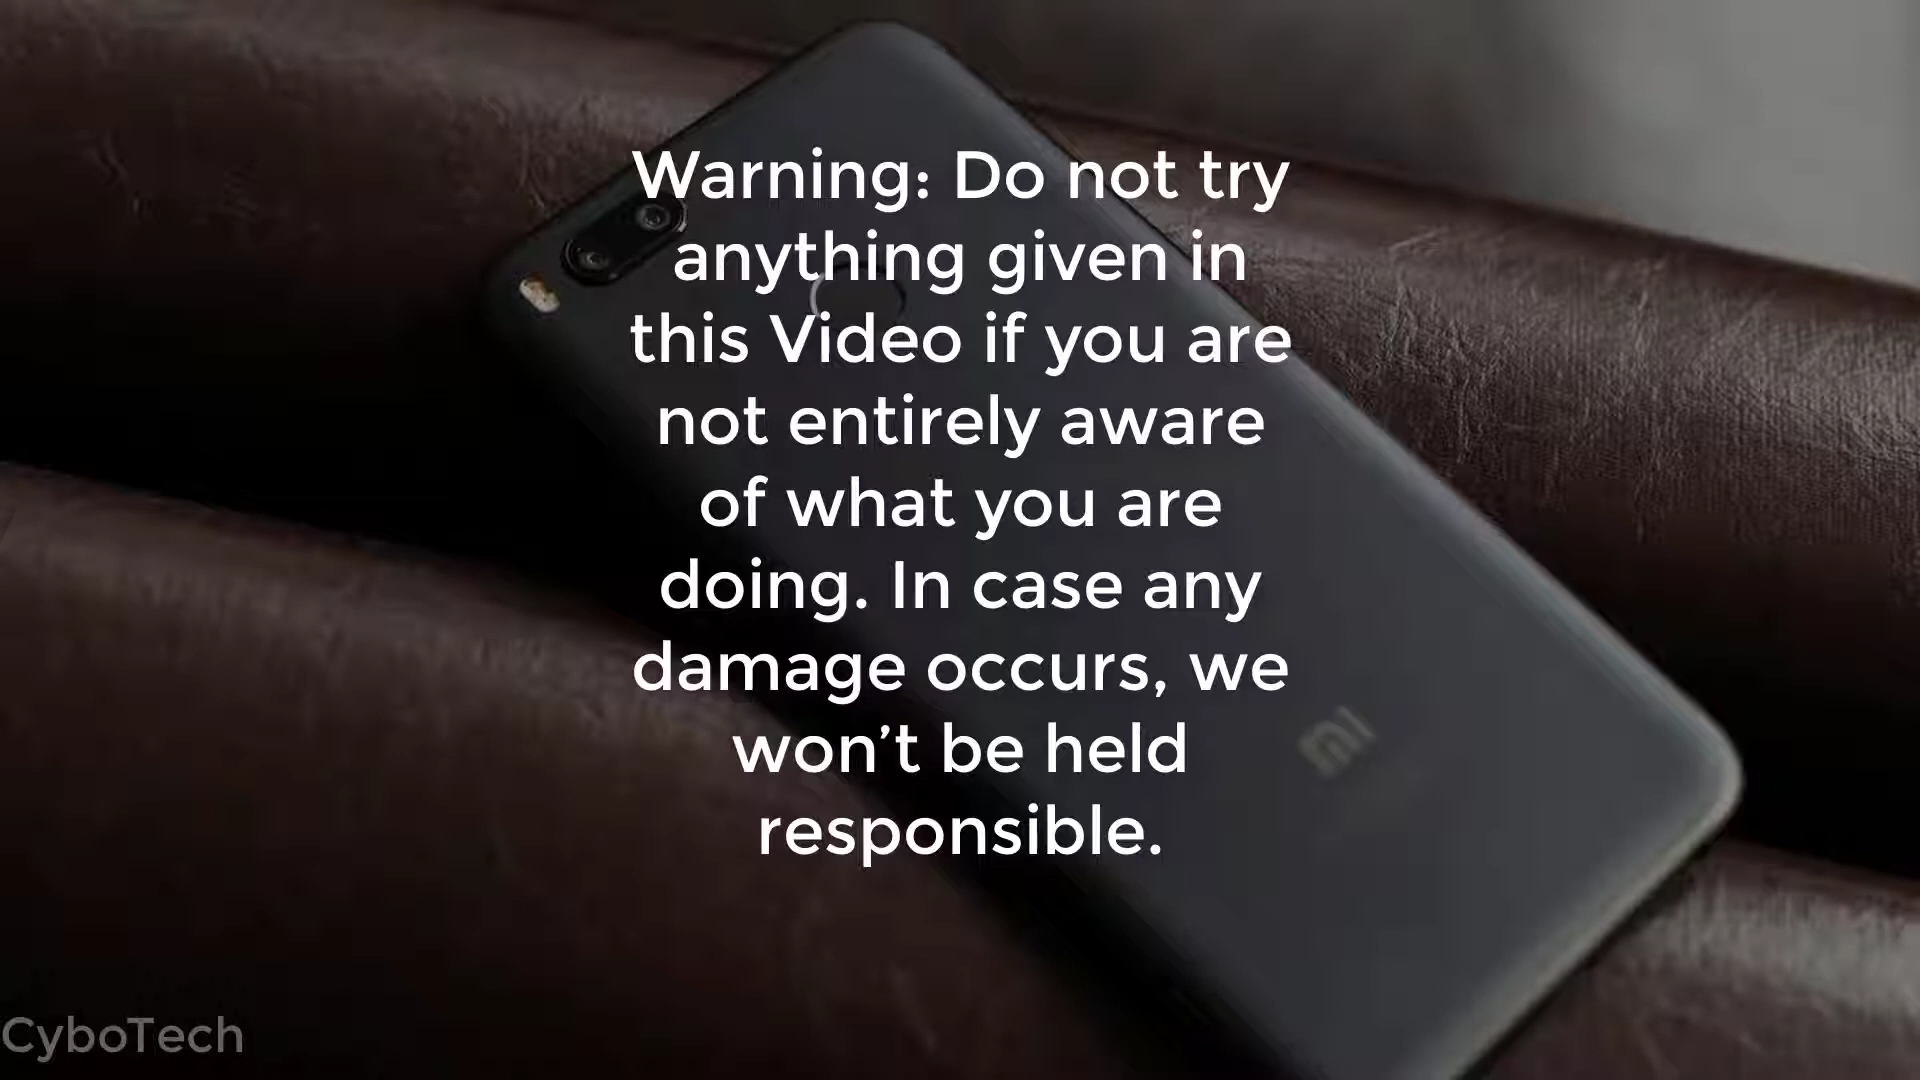 Warning: Do not try
anything given in
this Video if you are
not entirely aware
of what you are
doing. In case any
damage occurs, we
won’t be held
responsible.
mi
CyboTech